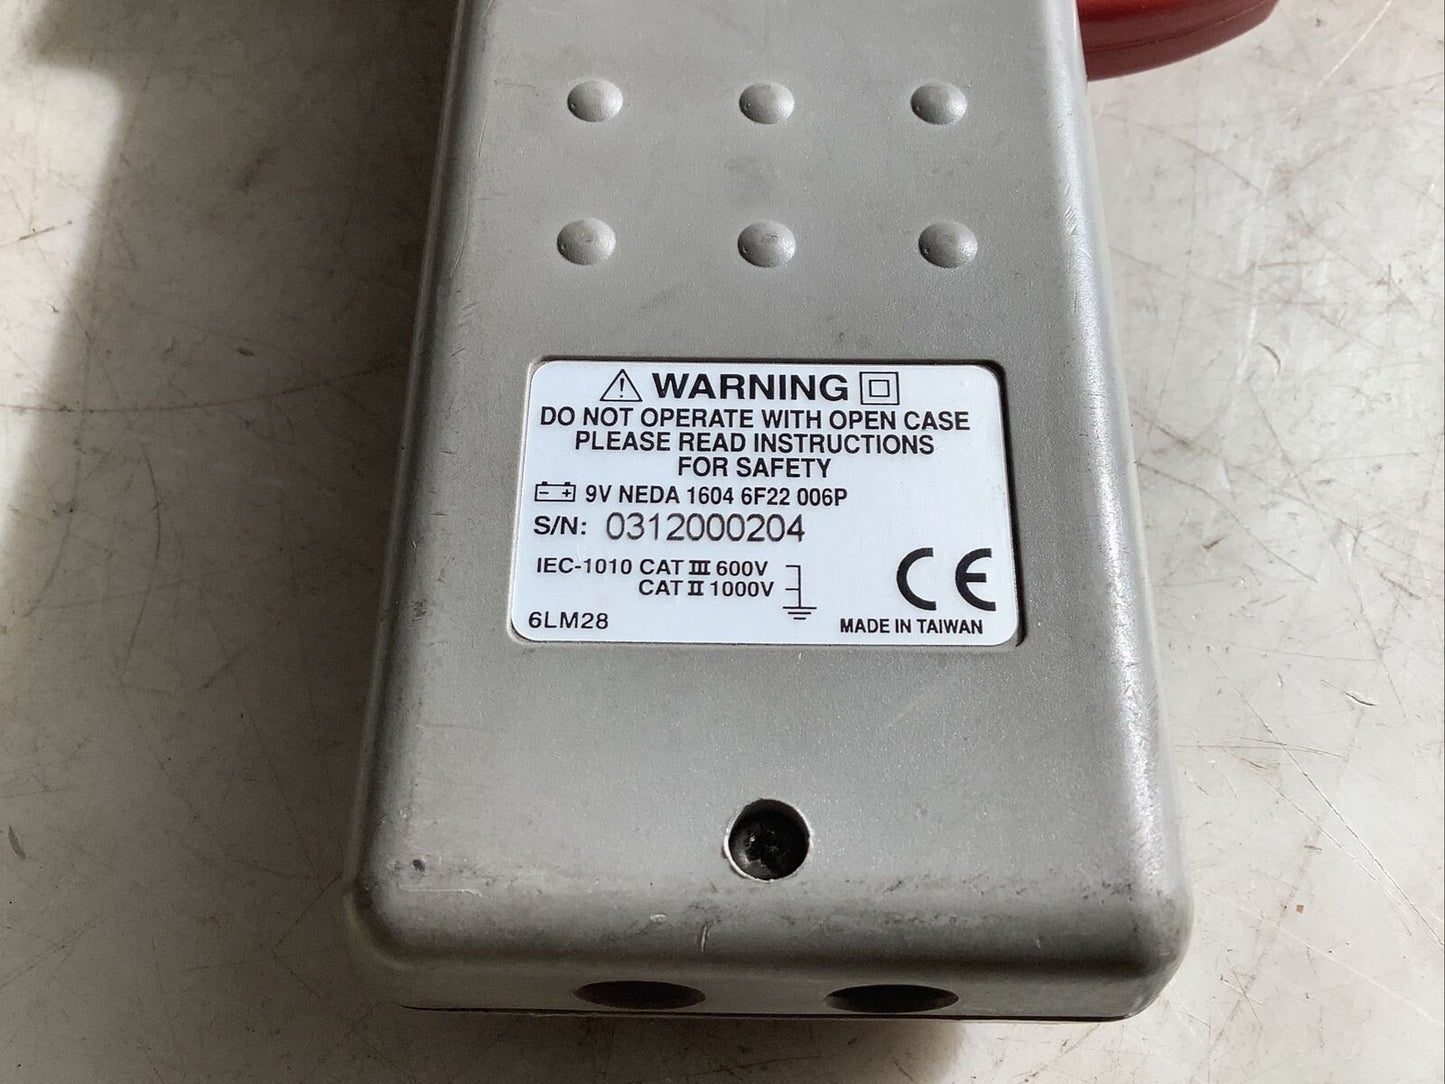 WARNING
DO NOT OPERATE WITH OPEN CASE
PLEASE READ INSTRUCTIONS
FOR SAFETY
9V NEDA 1604 6F22 006P
S/N: 0312000204
IEC-1010 CAT III 600V
CAT II 1000V
CE
6LM28
MADE IN TAIWAN